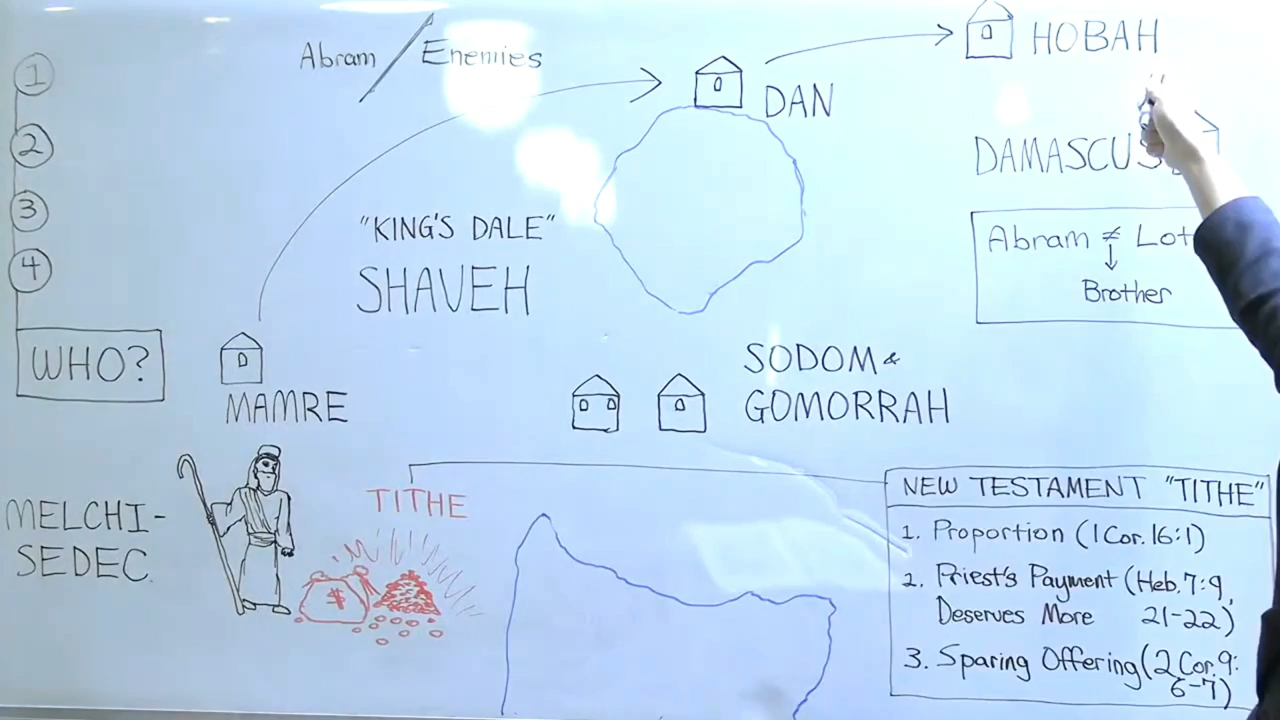 1
2
3
4
WHO?
Abram / Enemies
HOBAH
DAN
DAMASCUS
"KING'S DALE"
SHAVEH
Abram ≠ Lot
↓
Brother
MAMRE
SODOM &
GOMORRAH
MELCHI-
SEDEC
TITHE
$
NEW TESTAMENT "TITHE"
1. Proportion (1 Cor. 16:1)
2. Priest's Payment (Heb. 7:9,
Deserves More 21-22)
3. Sparing Offering (2 Cor. 9:
6-7)